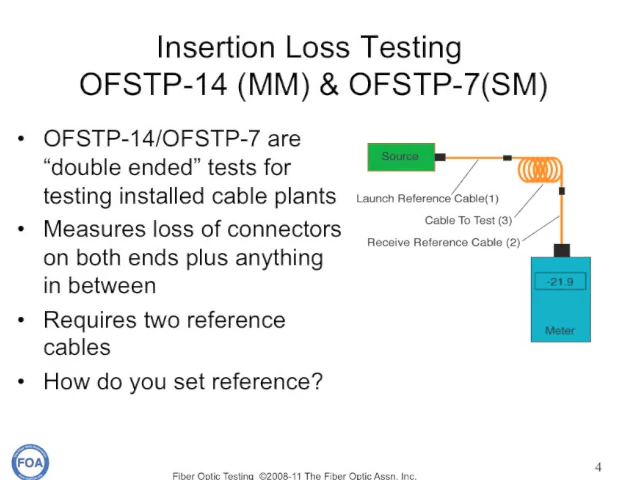 Insertion Loss Testing
OFSTP-14 (MM) & OFSTP-7(SM)
• OFSTP-14/OFSTP-7 are
“double ended” tests for
testing installed cable plants
• Measures loss of connectors
on both ends plus anything
in between
• Requires two reference
cables
• How do you set reference?
Source
Launch Reference Cable(1)
Cable To Test (3)
Receive Reference Cable (2)
-21.9
Meter
FOA
Fiber Optic Testing ©2008-11 The Fiber Optic Assn. Inc.
4